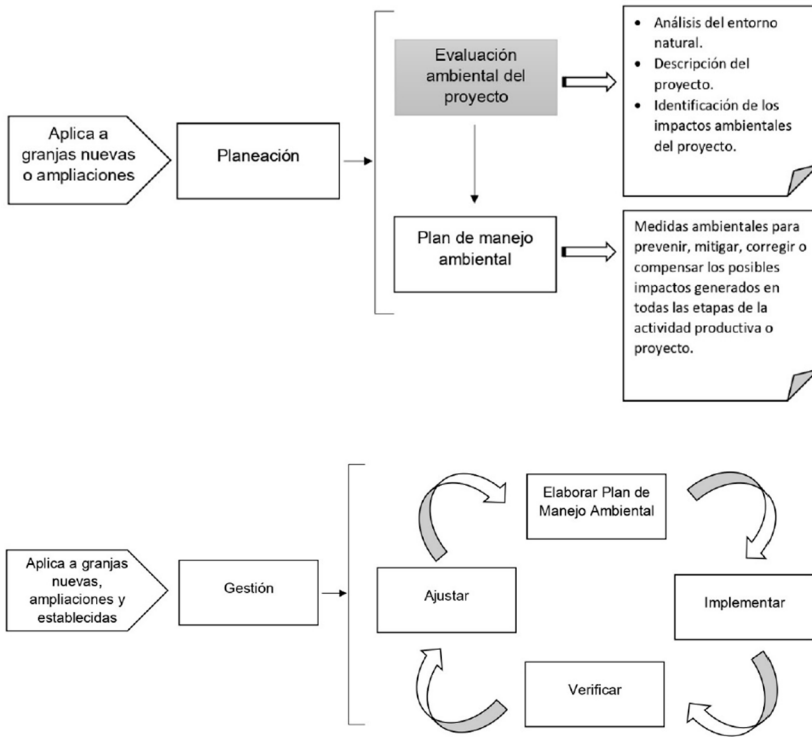 Aplica a
granjas nuevas
o ampliaciones
Planeación
Evaluación
ambiental del
proyecto
• Análisis del entorno
natural.
• Descripción del
proyecto.
• Identificación de los
impactos ambientales
del proyecto.
Plan de manejo
ambiental
Medidas ambientales para
prevenir, mitigar, corregir o
compensar los posibles
impactos generados en
todas las etapas de la
actividad productiva o
proyecto.
Aplica a granjas
nuevas,
ampliaciones y
establecidas
Gestión
Elaborar Plan de
Manejo Ambiental
Ajustar
Implementar
Verificar